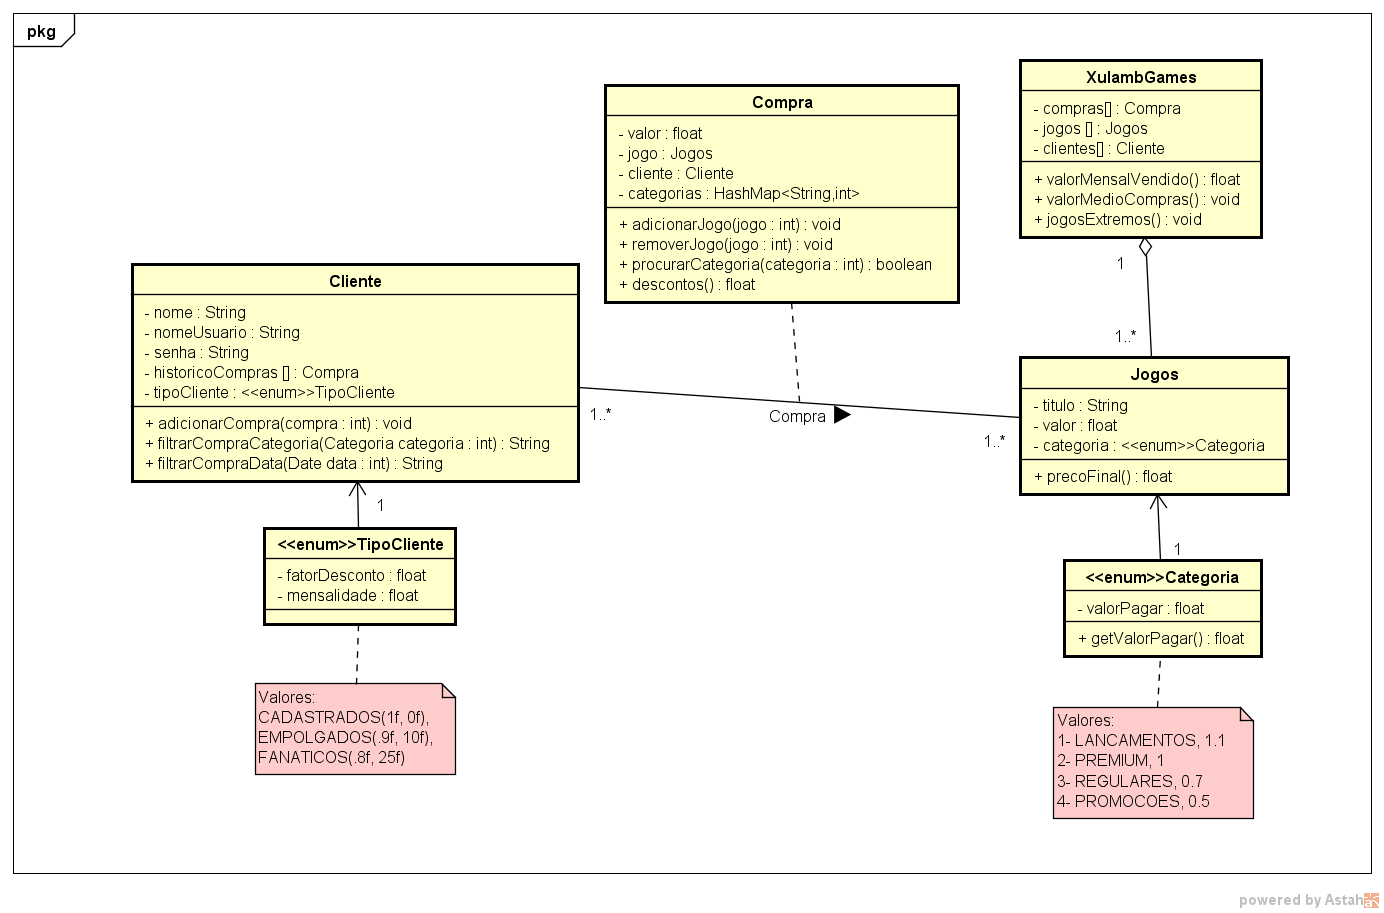 pkg
XulambGames
- compras[] : Compra
- jogos [] : Jogos
- clientes[] : Cliente
+ valorMensalVendido() : float
+ valorMedioCompras() : void
+ jogosExtremos() : void
Compra
- valor : float
- jogo : Jogos
- cliente : Cliente
- categorias : HashMap<String,int>
+ adicionarJogo(jogo : int) : void
+ removerJogo(jogo : int) : void
+ procurarCategoria(categoria : int) : boolean
+ descontos() : float
Cliente
- nome : String
- nomeUsuario : String
- senha : String
- historicoCompras [] : Compra
- tipoCliente : <<enum>>TipoCliente
+ adicionarCompra(compra : int) : void
+ filtrarCompraCategoria(Categoria categoria : int) : String
+ filtrarCompraData(Date data : int) : String
1
1..*
Jogos
- titulo : String
- valor : float
- categoria : <<enum>>Categoria
+ precoFinal() : float
1..*
Compra
1..*
1
<<enum>>TipoCliente
- fatorDesconto : float
- mensalidade : float
1
<<enum>>Categoria
- valorPagar : float
+ getValorPagar() : float
Valores:
CADASTRADOS(1f, 0f),
EMPOLGADOS(.9f, 10f),
FANATICOS(.8f, 25f)
Valores:
1- LANCAMENTOS, 1.1
2- PREMIUM, 1
3- REGULARES, 0.7
4- PROMOCOES, 0.5
powered by Astah